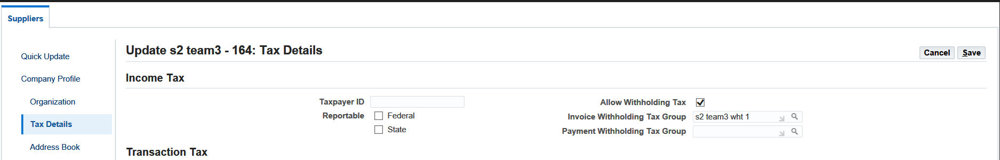 Suppliers
Quick Update
Company Profile
Organization
Tax Details
Address Book
Update s2 team3 - 164: Tax Details
Cancel Save
Income Tax
Taxpayer ID
Reportable Federal
State
Allow Withholding Tax
Invoice Withholding Tax Group s2 team3 wht 1
Payment Withholding Tax Group
Transaction Tax